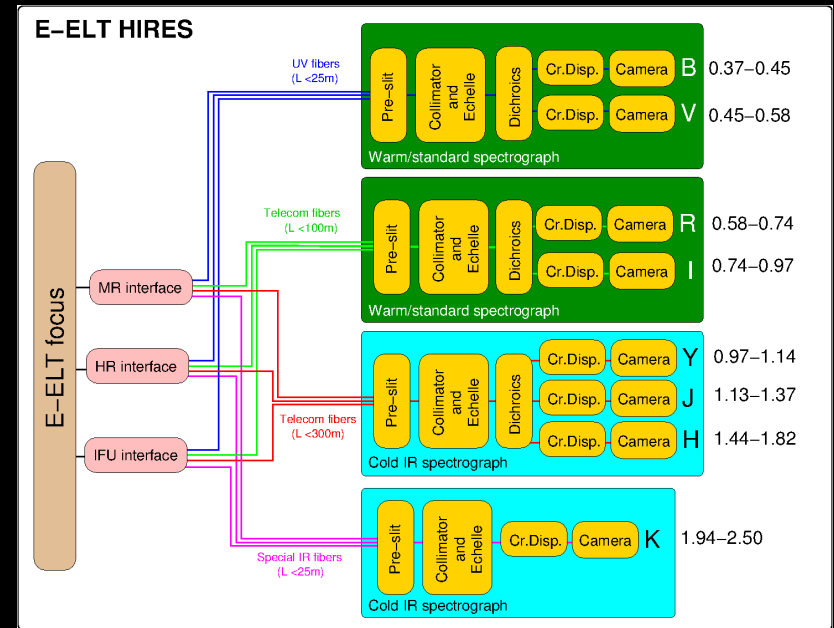 E−ELT HIRES
E−ELT focus
MR interface
HR interface
IFU interface
UV fibers
(L <25m)
Pre−slit
Collimator
and
Echelle
Dichroics
Cr.Disp.
Camera
B
0.37−0.45
Cr.Disp.
Camera
V
0.45−0.58
Warm/standard spectrograph
Telecom fibers
(L <100m)
Pre−slit
Collimator
and
Echelle
Dichroics
Cr.Disp.
Camera
R
0.58−0.74
Cr.Disp.
Camera
I
0.74−0.97
Warm/standard spectrograph
Telecom fibers
(L <300m)
Pre−slit
Collimator
and
Echelle
Dichroics
Cr.Disp.
Camera
Y
0.97−1.14
Cr.Disp.
Camera
J
1.13−1.37
Cr.Disp.
Camera
H
1.44−1.82
Cold IR spectrograph
Special IR fibers
(L <25m)
Pre−slit
Collimator
and
Echelle
Cr.Disp.
Camera
K
1.94−2.50
Cold IR spectrograph